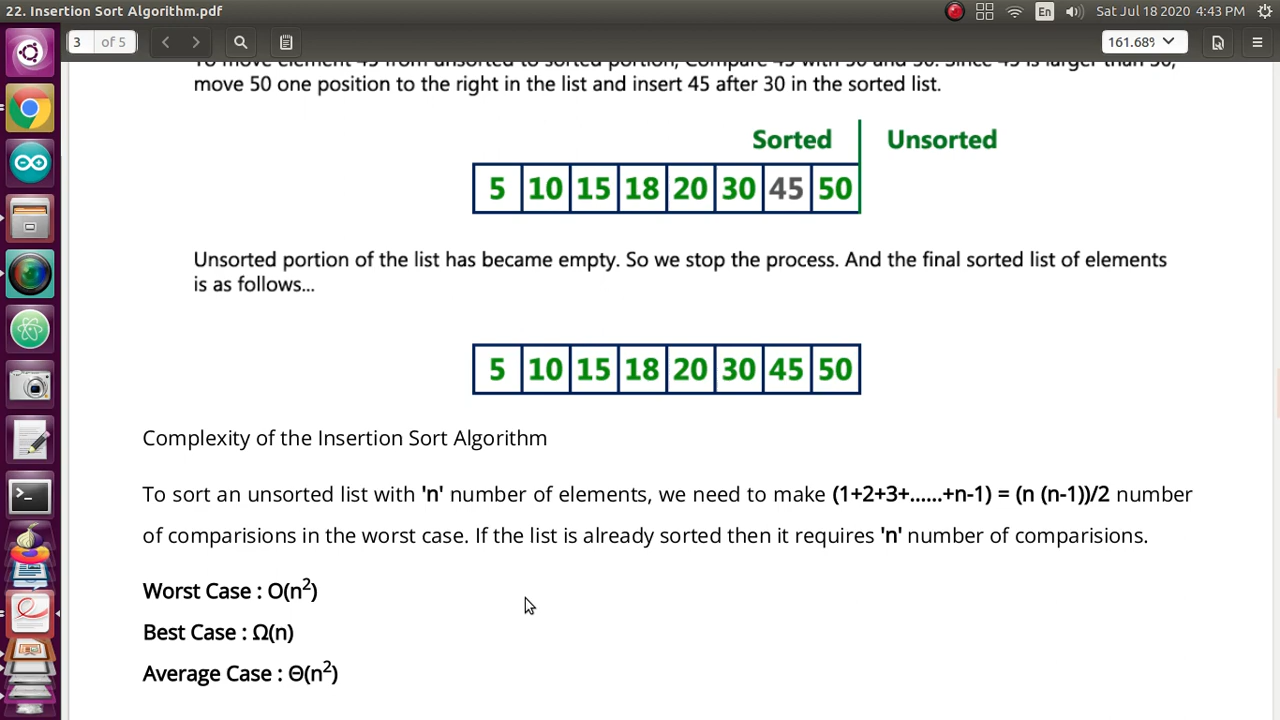 22. Insertion Sort Algorithm.pdf
En
Sat Jul 18 2020 4:43 PM
3 of 5
161.68%
move 50 one position to the right in the list and insert 45 after 30 in the sorted list.
Sorted Unsorted
5 10 15 18 20 30 45 50
Unsorted portion of the list has became empty. So we stop the process. And the final sorted list of elements
is as follows...
5 10 15 18 20 30 45 50
Complexity of the Insertion Sort Algorithm
To sort an unsorted list with 'n' number of elements, we need to make (1+2+3+......+n-1) = (n (n-1))/2 number
of comparisions in the worst case. If the list is already sorted then it requires 'n' number of comparisions.
Worst Case : O(n²)
Best Case : Ω(n)
Average Case : Θ(n²)